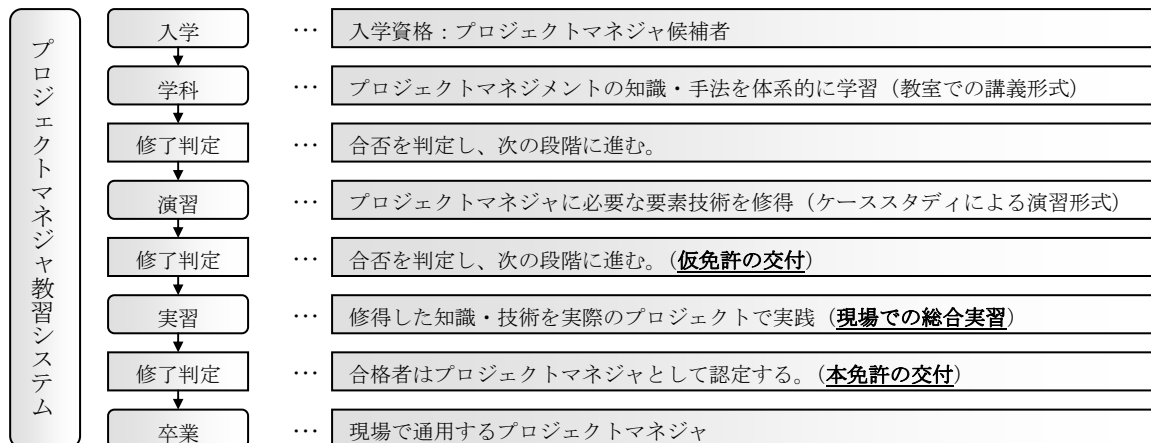 プロジェクトマネジャ教習システム
入学 … 入学資格：プロジェクトマネジャ候補者
学科 … プロジェクトマネジメントの知識・手法を体系的に学習（教室での講義形式）
修了判定 … 合否を判定し、次の段階に進む。
演習 … プロジェクトマネジャに必要な要素技術を修得（ケーススタディによる演習形式）
修了判定 … 合否を判定し、次の段階に進む。（仮免許の交付）
実習 … 修得した知識・技術を実際のプロジェクトで実践（現場での総合実習）
修了判定 … 合格者はプロジェクトマネジャとして認定する。（本免許の交付）
卒業 … 現場で通用するプロジェクトマネジャ